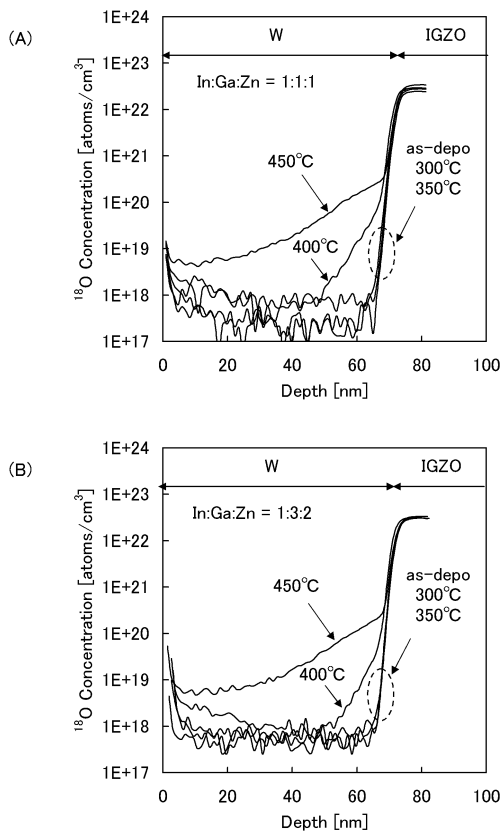 (A)
1E+24
1E+23
1E+22
1E+21
1E+20
1E+19
1E+18
1E+17
¹⁸O Concentration [atoms/cm³]
W
IGZO
In:Ga:Zn = 1:1:1
450℃
400℃
as-depo
300℃
350℃
0 20 40 60 80 100
Depth [nm]
(B)
1E+24
1E+23
1E+22
1E+21
1E+20
1E+19
1E+18
1E+17
¹⁸O Concentration [atoms/cm³]
W
IGZO
In:Ga:Zn = 1:3:2
450℃
400℃
as-depo
300℃
350℃
0 20 40 60 80 100
Depth [nm]